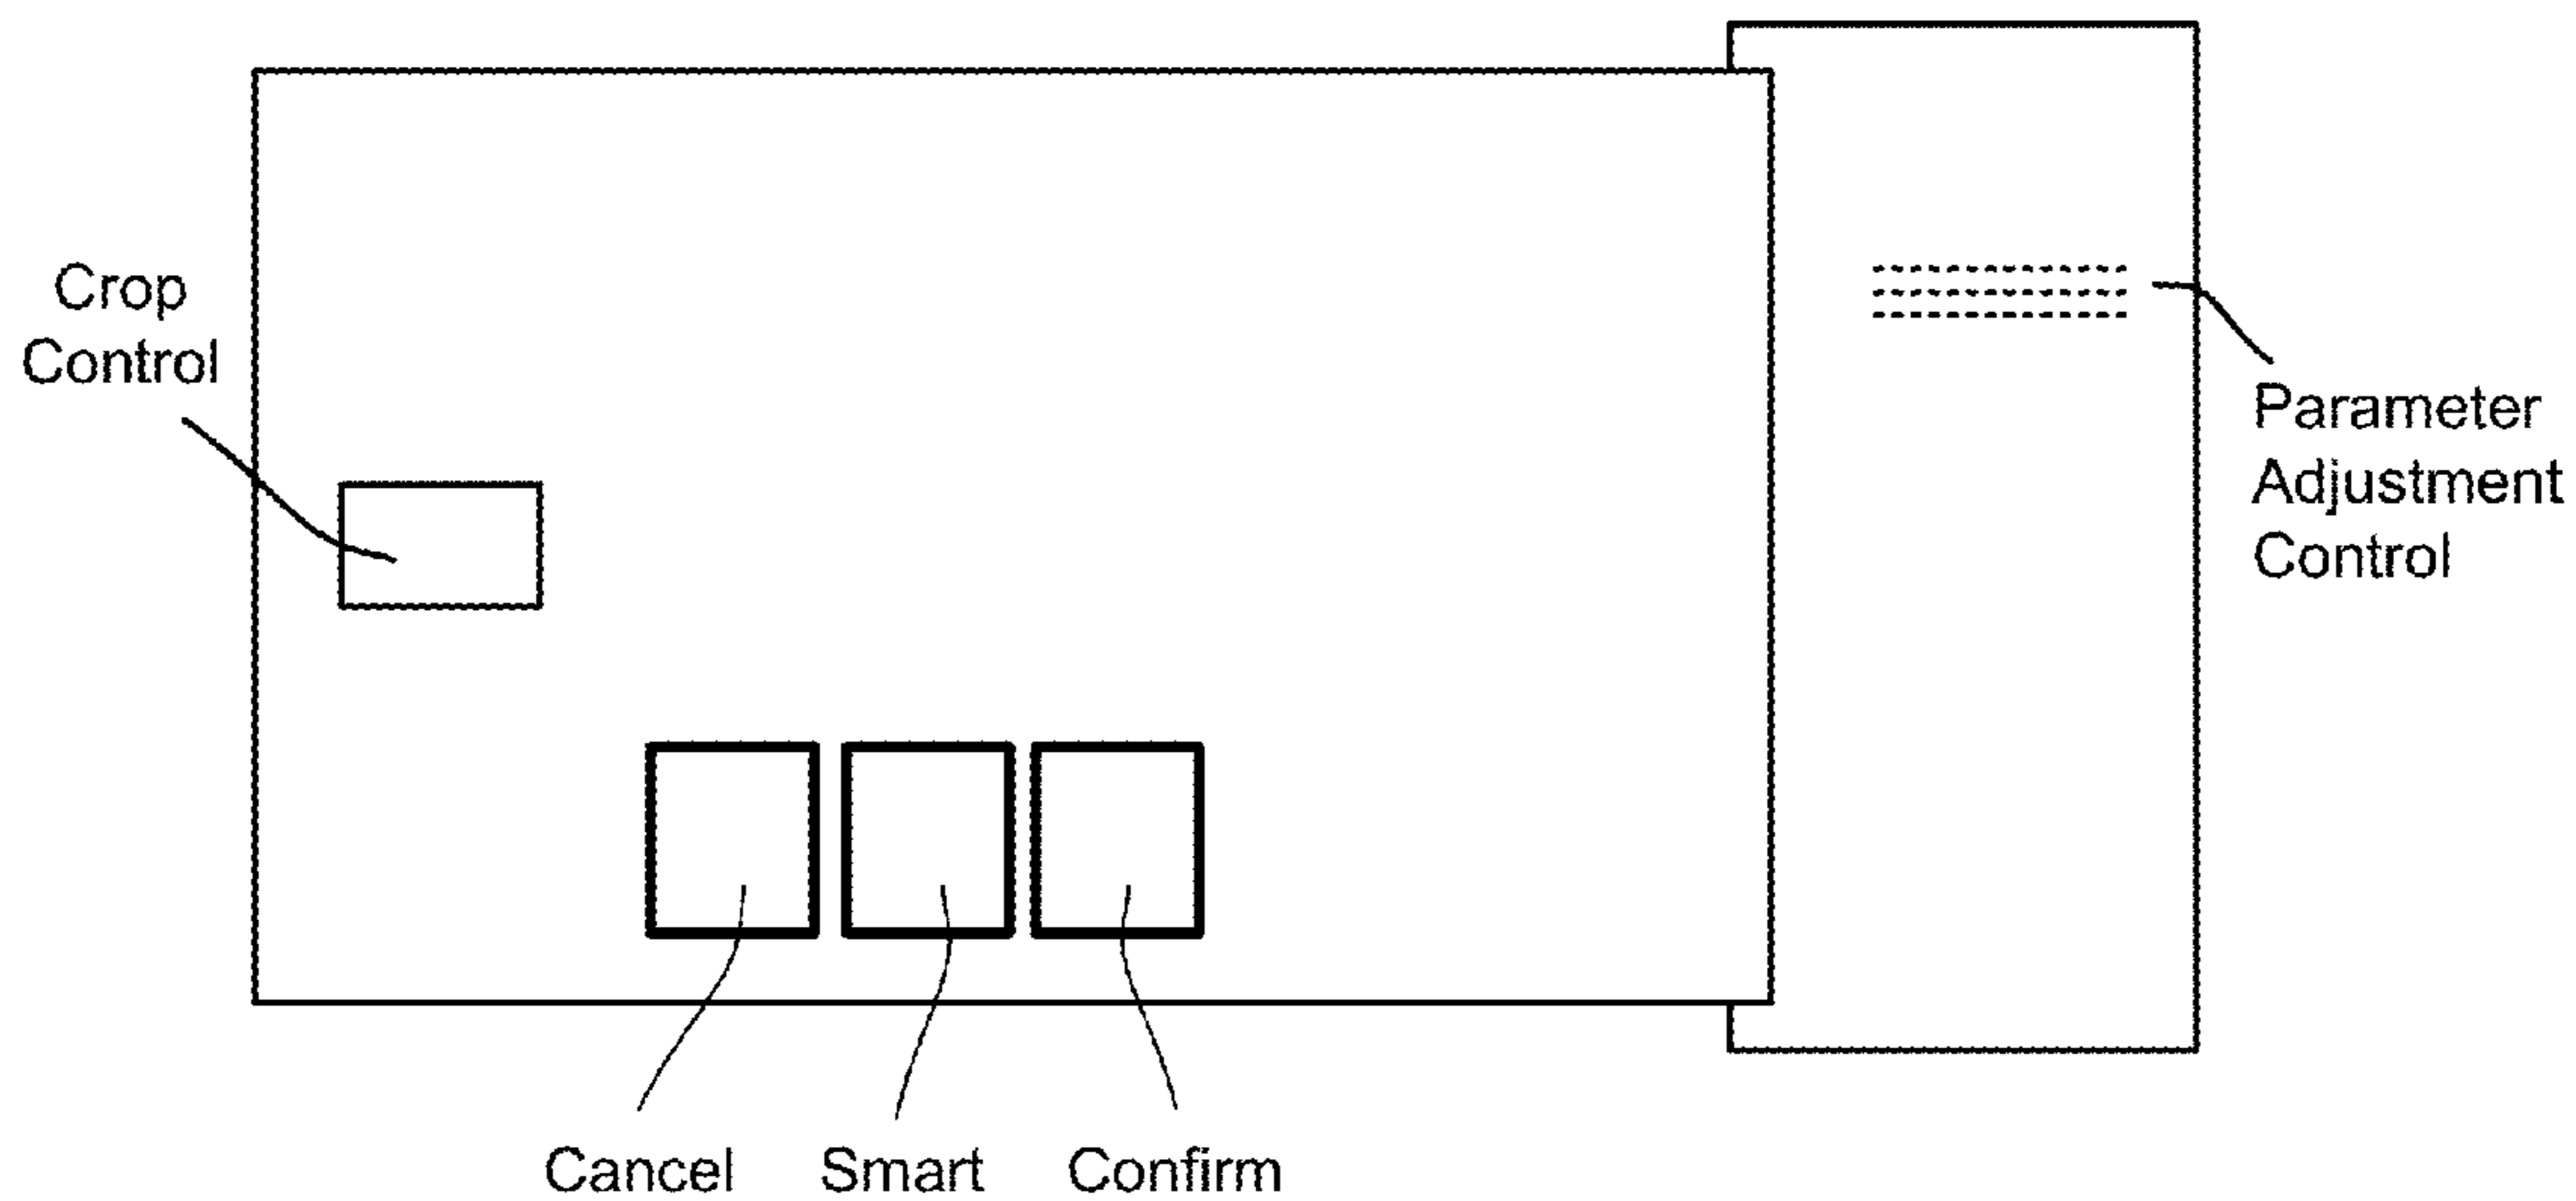 Crop
Control
Parameter
Adjustment
Control
Cancel
Smart
Confirm